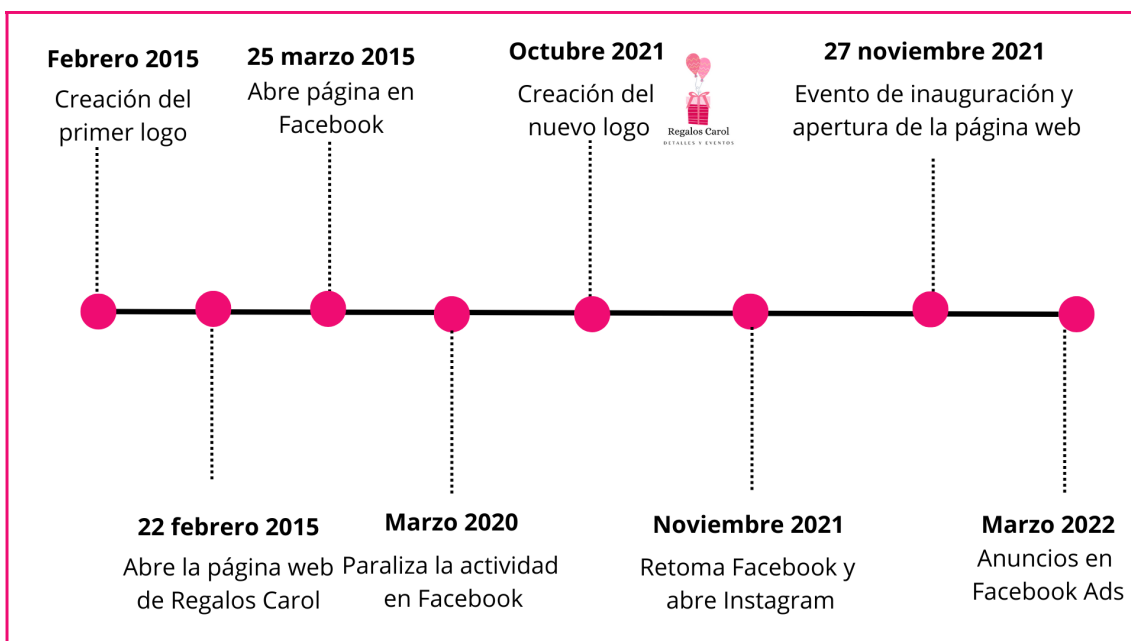 Febrero 2015
Creación del
primer logo
25 marzo 2015
Abre página en
Facebook
Octubre 2021
Creación del
nuevo logo
Regalos Carol
DETALLES Y EVENTOS
27 noviembre 2021
Evento de inauguración y
apertura de la página web
22 febrero 2015
Abre la página web
de Regalos Carol
Marzo 2020
Paraliza la actividad
en Facebook
Noviembre 2021
Retoma Facebook y
abre Instagram
Marzo 2022
Anuncios en
Facebook Ads